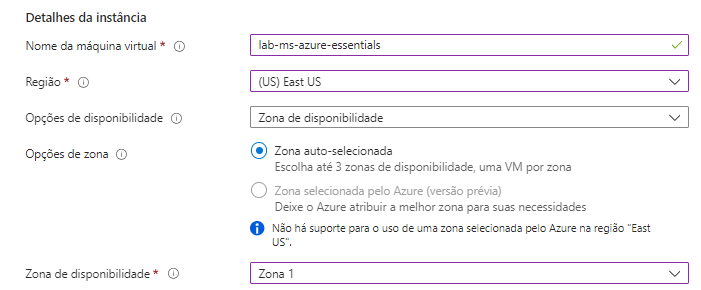 Detalhes da instância
Nome da máquina virtual *
lab-ms-azure-essentials
Região *
(US) East US
Opções de disponibilidade
Zona de disponibilidade
Opções de zona
Zona auto-selecionada
Escolha até 3 zonas de disponibilidade, uma VM por zona
Zona selecionada pelo Azure (versão prévia)
Deixe o Azure atribuir a melhor zona para suas necessidades
Não há suporte para o uso de uma zona selecionada pelo Azure na região "East
US".
Zona de disponibilidade *
Zona 1